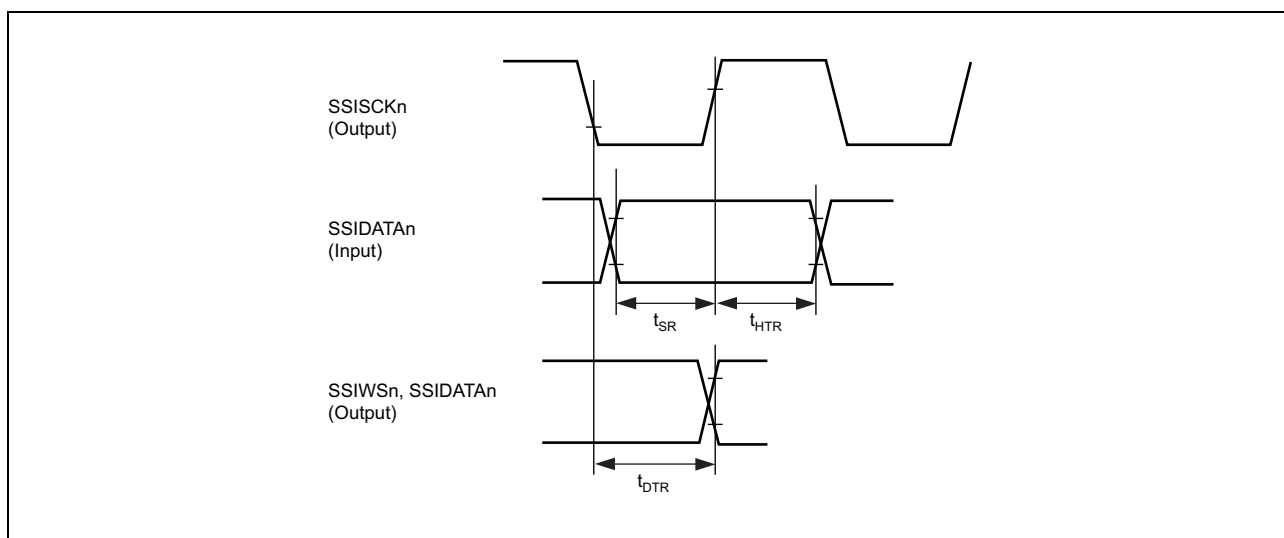 SSISCKn
(Output)
SSIDATAn
(Input)
tSR
tHTR
SSIWSn, SSIDATAn
(Output)
tDTR